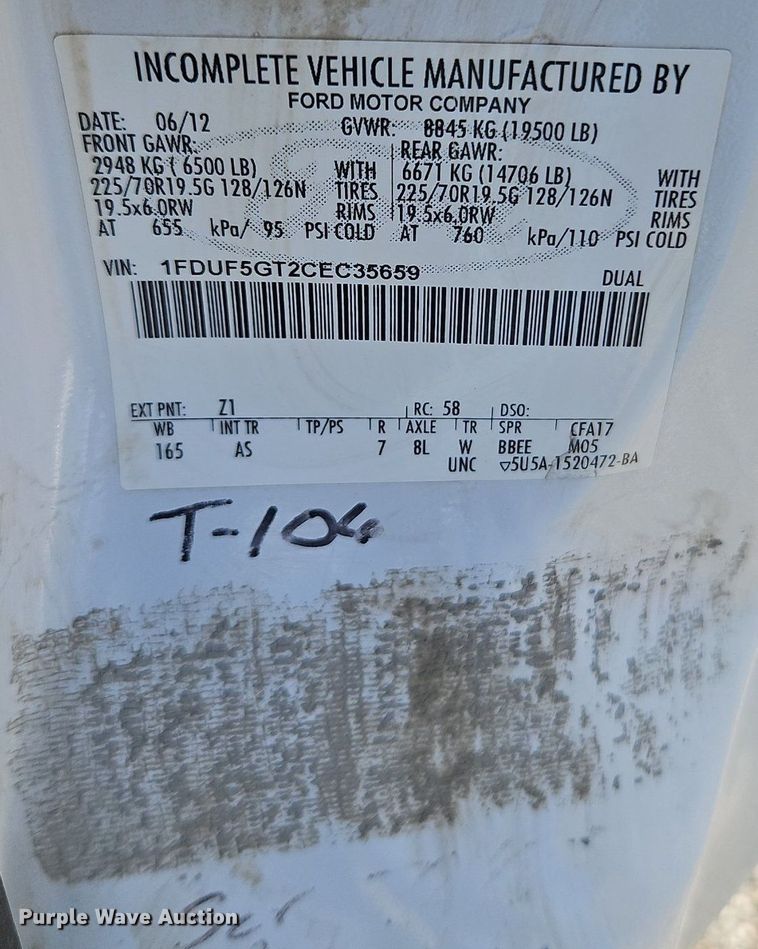 INCOMPLETE VEHICLE MANUFACTURED BY
FORD MOTOR COMPANY
DATE: 06/12 GVWR: 8845 KG (19500 LB)
FRONT GAWR: REAR GAWR:
2948 KG ( 6500 LB) WITH 6671 KG (14706 LB) WITH
225/70R19.5G 128/126N TIRES 225/70R19.5G 128/126N TIRES
19.5x6.0RW RIMS 19.5x6.0RW RIMS
AT 655 kPa/ 95 PSI COLD AT 760 kPa/110 PSI COLD
VIN: 1FDUF5GT2CEC35659 DUAL
EXT PNT: Z1 RC: 58 DSO:
WB INT TR TP/PS R AXLE TR SPR CFA17
165 AS 7 8L W BBEE M05
UNC ▽5U5A-1520472-BA
T-104
Purple Wave Auction